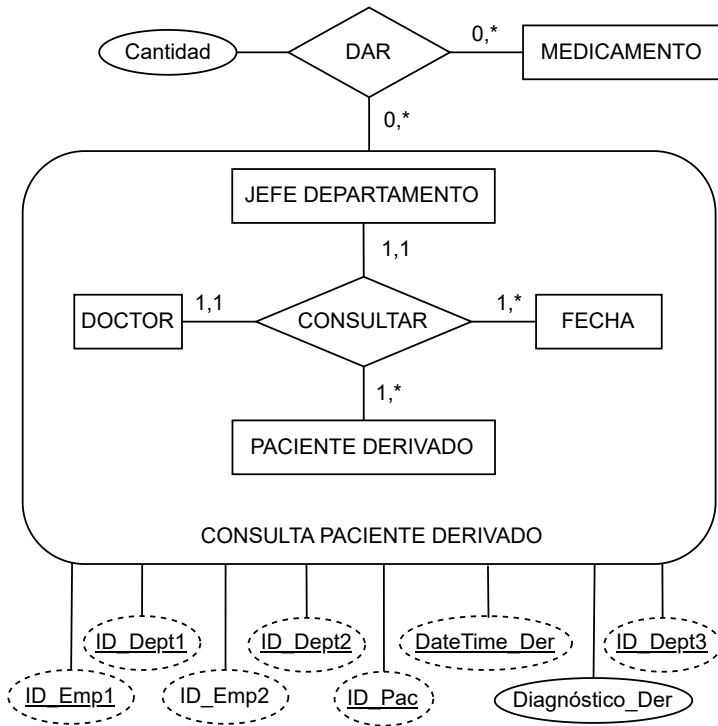 Cantidad
DAR
0,*
MEDICAMENTO
0,*
JEFE DEPARTAMENTO
1,1
DOCTOR
1,1
CONSULTAR
1,*
FECHA
1,*
PACIENTE DERIVADO
CONSULTA PACIENTE DERIVADO
ID_Dept1
ID_Dept2
DateTime_Der
ID_Dept3
ID_Emp1
ID_Emp2
ID_Pac
Diagnóstico_Der